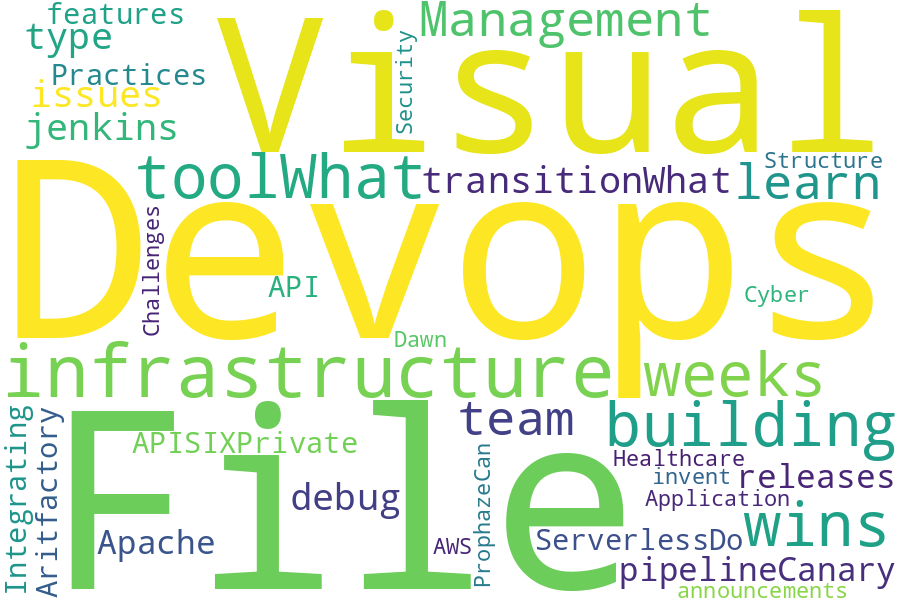 features
Management
Visual
type
Security
Practices
issues
jenkins
toolWhat
transitionWhat
Structure
learn
Devops
Challenges
API
Cyber
Dawn
infrastructure
weeks
File
team
building
Integrating
Aritfactory
APISIXPrivate
ProphazeCan
Healthcare
invent
releases
debug
Application
wins
Apache
AWS
ServerlessDo
pipelineCanary
announcements